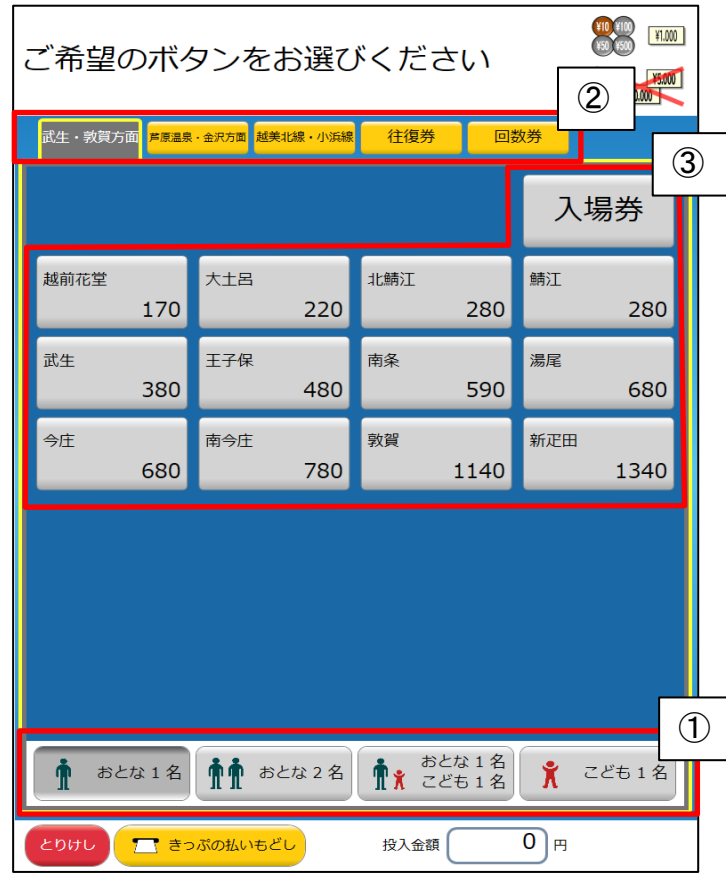 ご希望のボタンをお選びください
¥10 ¥100
¥50 ¥500
¥1.000
¥5.000
②
武生・敦賀方面 芦原温泉・金沢方面 越美北線・小浜線 往復券 回数券
③
入場券
越前花堂 大土呂 北鯖江 鯖江
170 220 280 280
武生 王子保 南条 湯尾
380 480 590 680
今庄 南今庄 敦賀 新疋田
680 780 1140 1340
①
おとな1名 おとな2名 おとな1名 こども1名
こども1名
とりけし きっぷの払いもどし 投入金額 0 円